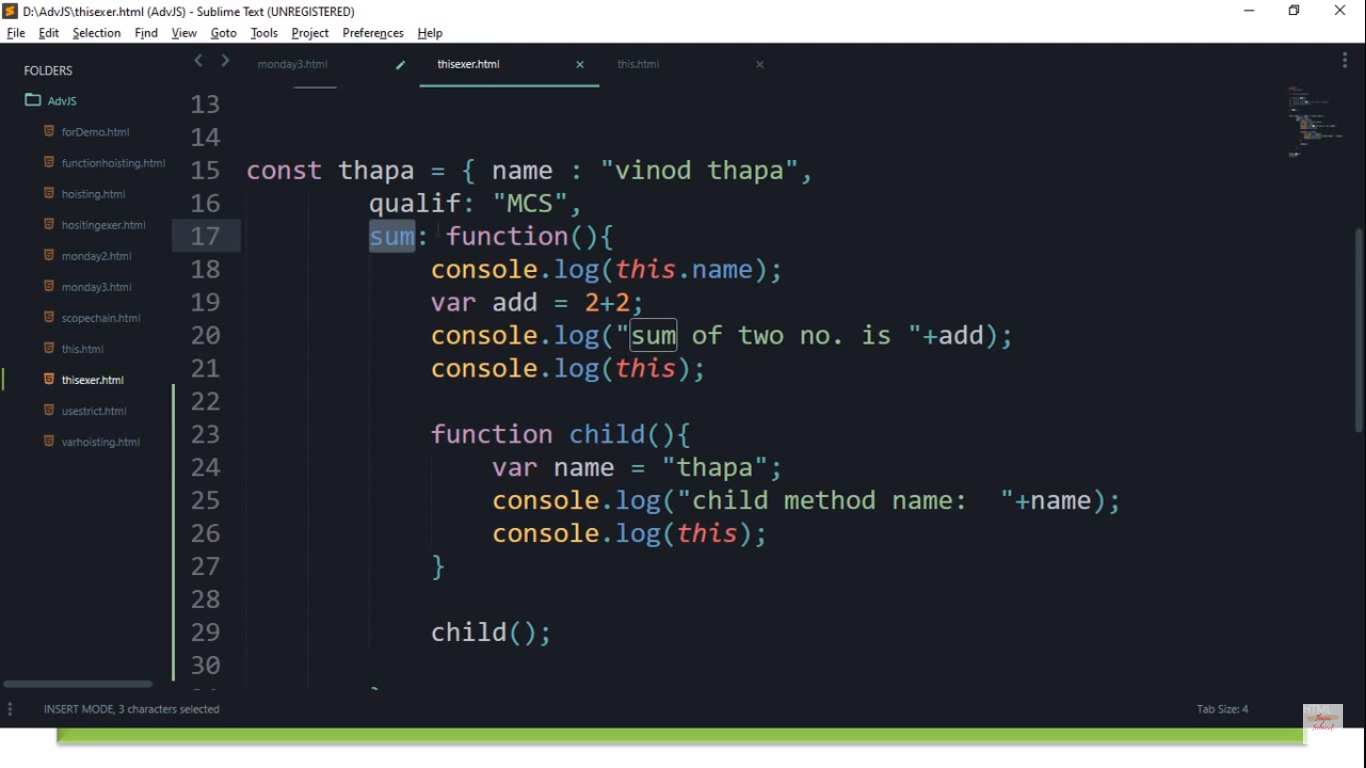 D:\AdvJS\thisexer.html (AdvJS) - Sublime Text (UNREGISTERED)
File Edit Selection Find View Goto Tools Project Preferences Help
FOLDERS
AdvJS
forDemo.html
functionhoisting.html
hoisting.html
hositingexer.html
monday2.html
monday3.html
scopechain.html
this.html
thisexer.html
usestrict.html
varhoisting.html
monday3.html thisexer.html this.html
13
14
15 const thapa = { name : "vinod thapa",
16 qualif: "MCS",
17 sum: function(){
18 console.log(this.name);
19 var add = 2+2;
20 console.log("sum of two no. is "+add);
21 console.log(this);
22
23 function child(){
24 var name = "thapa";
25 console.log("child method name:  "+name);
26 console.log(this);
27 }
28
29 child();
30
INSERT MODE, 3 characters selected Tab Size: 4 HTML
Thapa